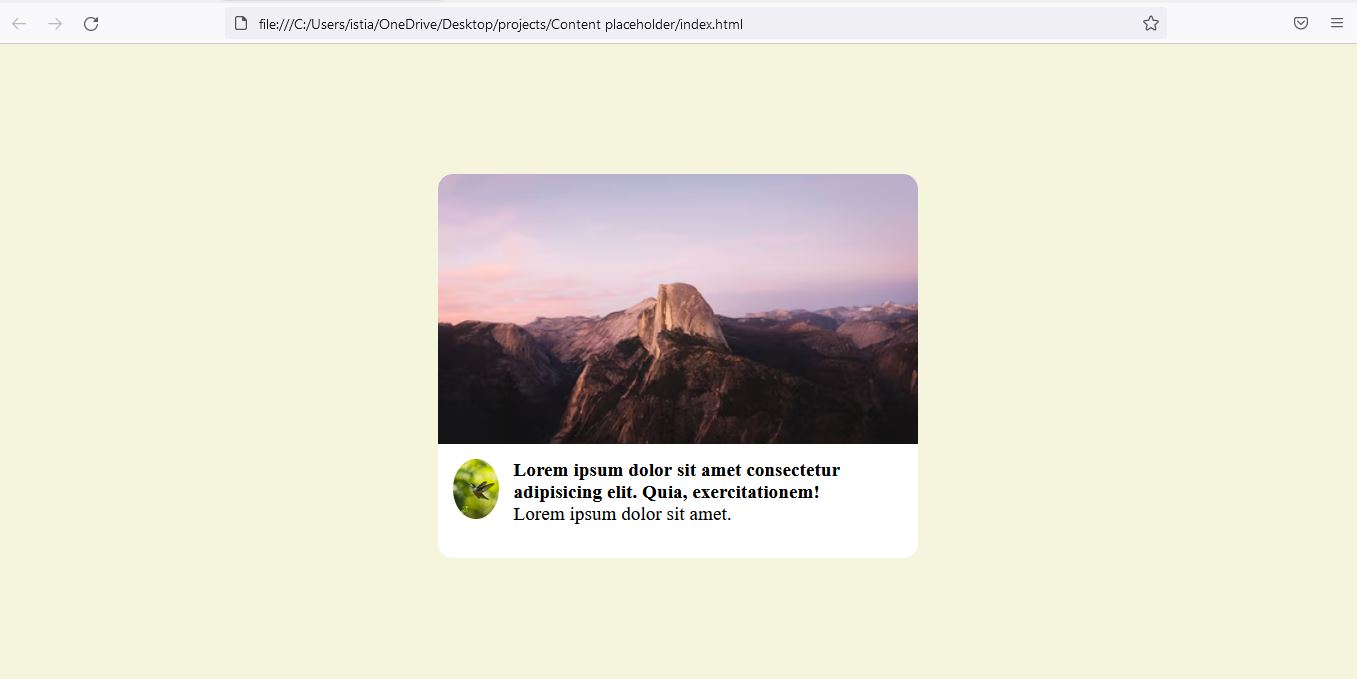 file:///C:/Users/istia/OneDrive/Desktop/projects/Content placeholder/index.html
Lorem ipsum dolor sit amet consectetur
adipisicing elit. Quia, exercitationem!
Lorem ipsum dolor sit amet.